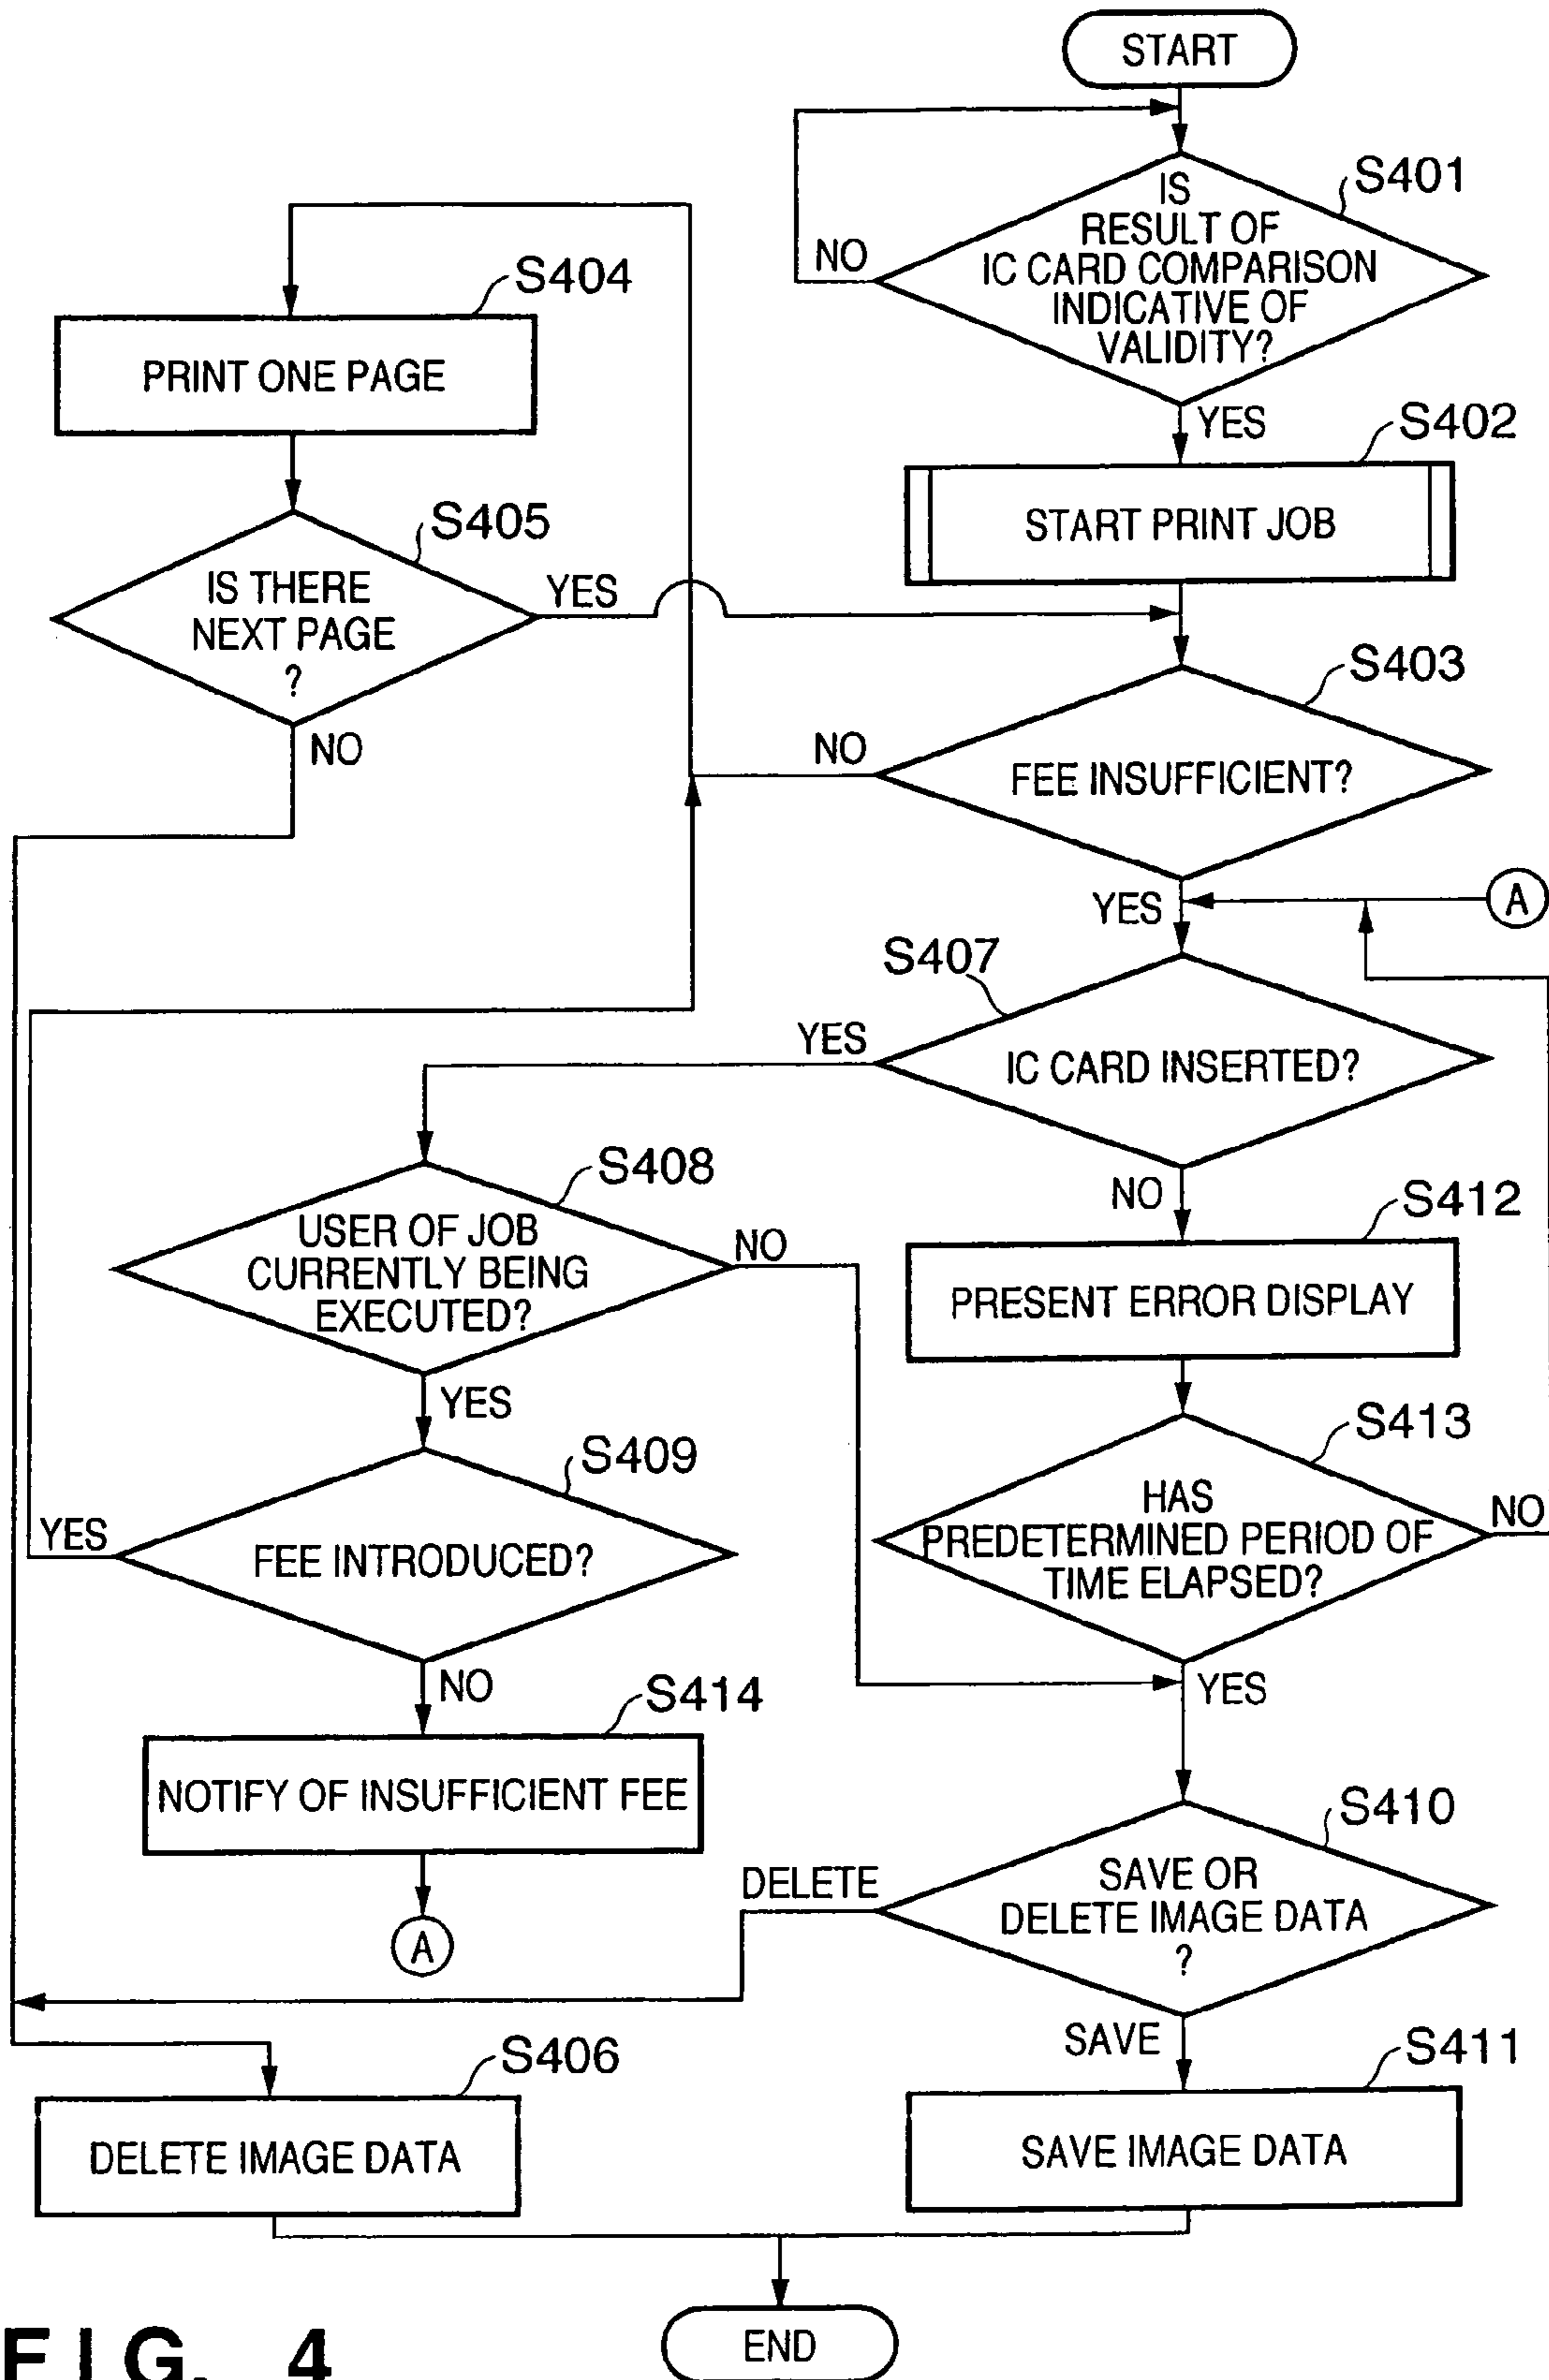 START
S401
IS
RESULT OF
IC CARD COMPARISON
INDICATIVE OF
VALIDITY?
NO
YES
S402
START PRINT JOB
S404
PRINT ONE PAGE
S405
IS THERE
NEXT PAGE
?
YES
NO
S403
FEE INSUFFICIENT?
NO
YES
A
S407
IC CARD INSERTED?
YES
NO
S408
USER OF JOB
CURRENTLY BEING
EXECUTED?
NO
YES
S412
PRESENT ERROR DISPLAY
S409
FEE INTRODUCED?
YES
NO
S413
HAS
PREDETERMINED PERIOD OF
TIME ELAPSED?
NO
YES
S414
NOTIFY OF INSUFFICIENT FEE
A
S410
SAVE OR
DELETE IMAGE DATA
?
DELETE
SAVE
S406
DELETE IMAGE DATA
S411
SAVE IMAGE DATA
END
FIG. 4